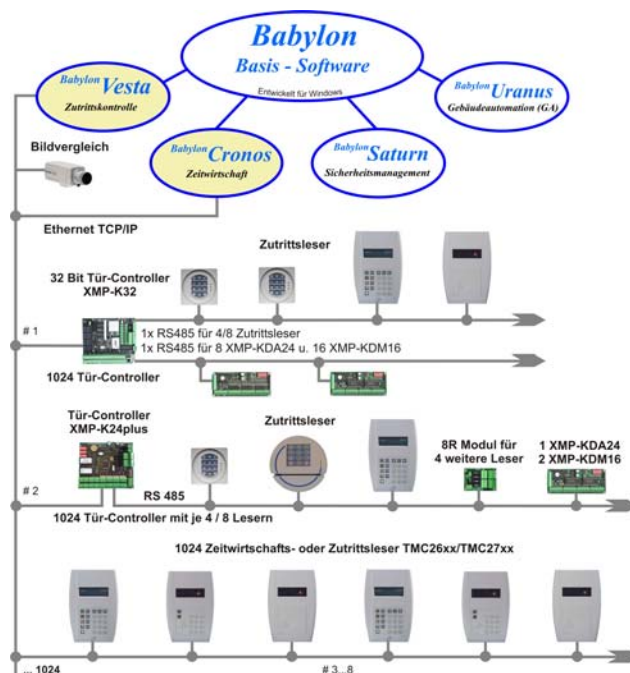 Babylon
Basis - Software
Entwickelt für Windows
Babylon Vesta
Zutrittskontrolle
Babylon Uranus
Gebäudeautomation (GA)
Babylon Cronos
Zeitwirtschaft
Babylon Saturn
Sicherheitsmanagement
Bildvergleich
Ethernet TCP/IP
Zutrittsleser
32 Bit Tür-Controller
XMP-K32
# 1
1x RS485 für 4/8 Zutrittsleser
1x RS485 für 8 XMP-KDA24 u. 16 XMP-KDM16
1024 Tür-Controller
Tür-Controller
XMP-K24plus
Zutrittsleser
8R Modul für
4 weitere Leser
1 XMP-KDA24
2 XMP-KDM16
# 2
RS 485
1024 Tür-Controller mit je 4 / 8 Lesern
1024 Zeitwirtschafts- oder Zutrittsleser TMC26xx/TMC27xx
... 1024
# 3...8